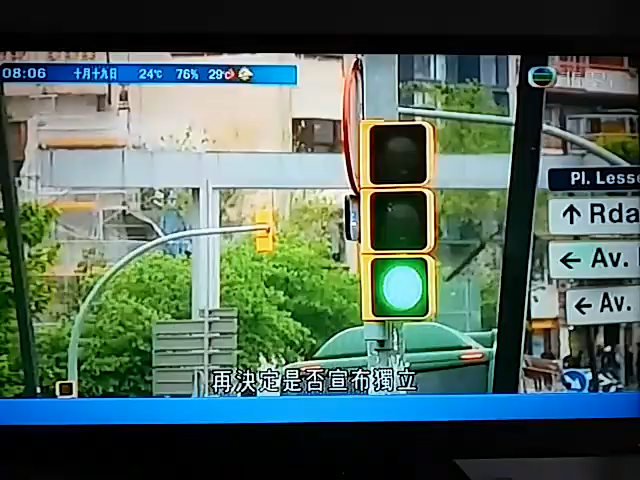 08:06 十月十九日 24℃ 76% 29℃
Pl. Lesse
↑ Rda
← Av.
← Av.
再決定是否宣布獨立